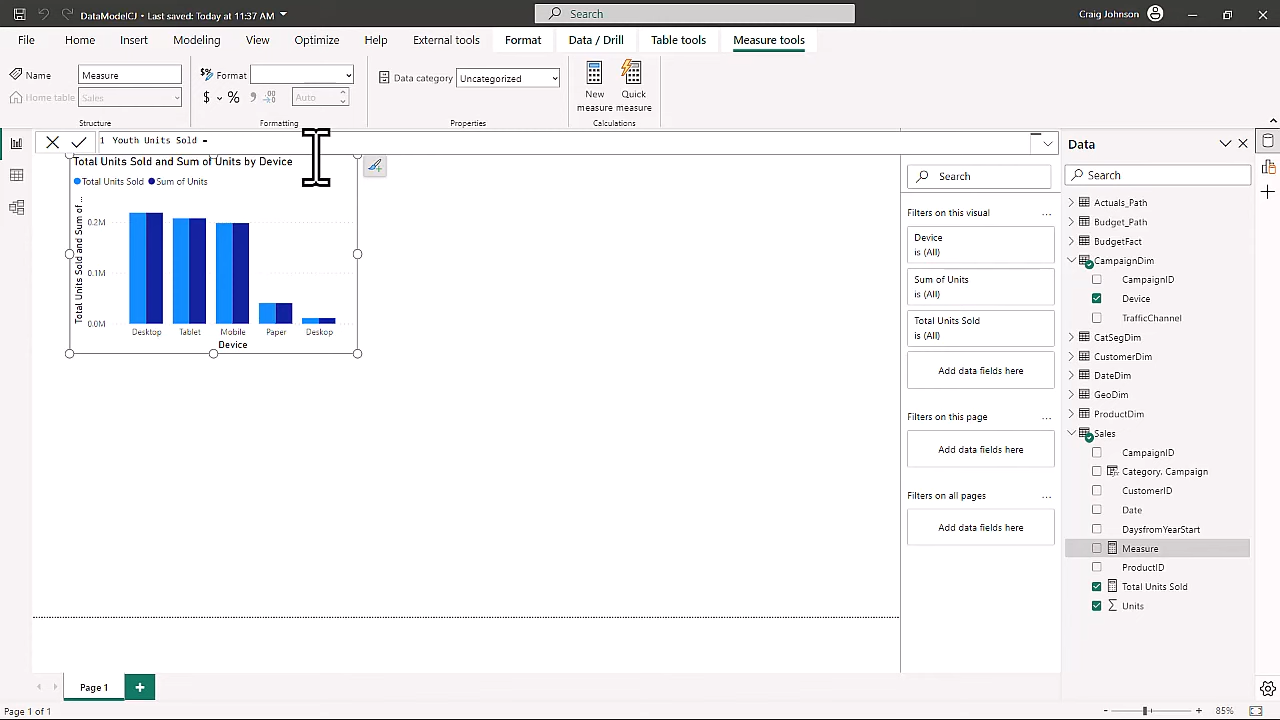 DataModelCJ • Last saved: Today at 11:37 AM
Search
Craig Johnson
File
Home
Insert
Modeling
View
Optimize
Help
External tools
Format
Data / Drill
Table tools
Measure tools
Name
Measure
Home table
Sales
Structure
Format
$
%
Auto
Formatting
Data category
Uncategorized
Properties
New measure
Quick measure
Calculations
1 Youth Units Sold =
Total Units Sold and Sum of Units by Device
Total Units Sold
Sum of Units
Total Units Sold and Sum of ...
0.2M
0.1M
0.0M
Desktop
Tablet
Mobile
Paper
Deskop
Device
Search
Filters on this visual
...
Device
is (All)
Sum of Units
is (All)
Total Units Sold
is (All)
Add data fields here
Filters on this page
...
Add data fields here
Filters on all pages
...
Add data fields here
Data
Search
Actuals_Path
Budget_Path
BudgetFact
CampaignDim
CampaignID
Device
TrafficChannel
CatSegDim
CustomerDim
DateDim
GeoDim
ProductDim
Sales
CampaignID
Category, Campaign
CustomerID
Date
DaysfromYearStart
Measure
ProductID
Total Units Sold
Units
Page 1
Page 1 of 1
85%